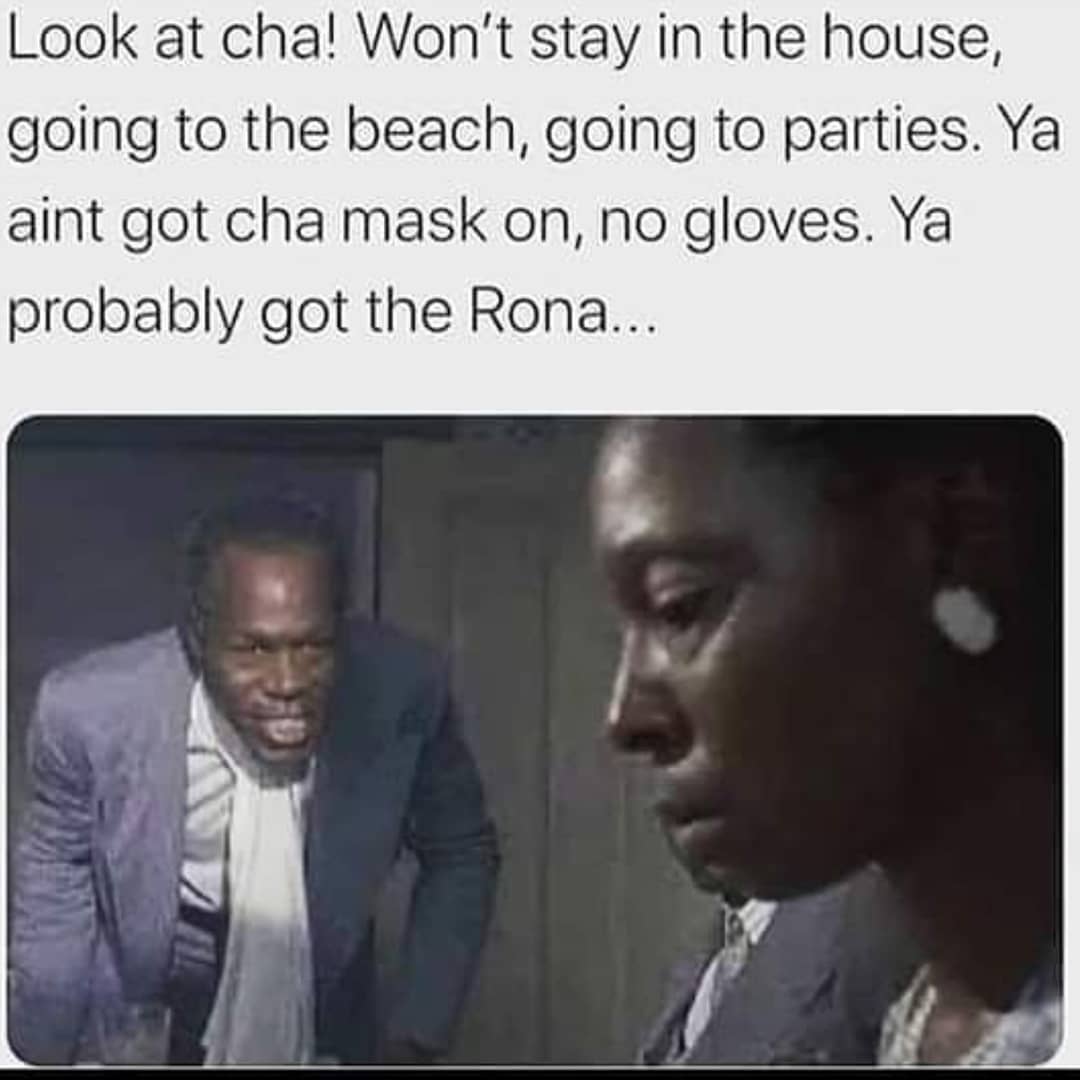 Look at cha! Won’t stay in the house,
going to the beach, going to parties. Ya
aint got cha mask on, no gloves. Ya
probably got the Rona...